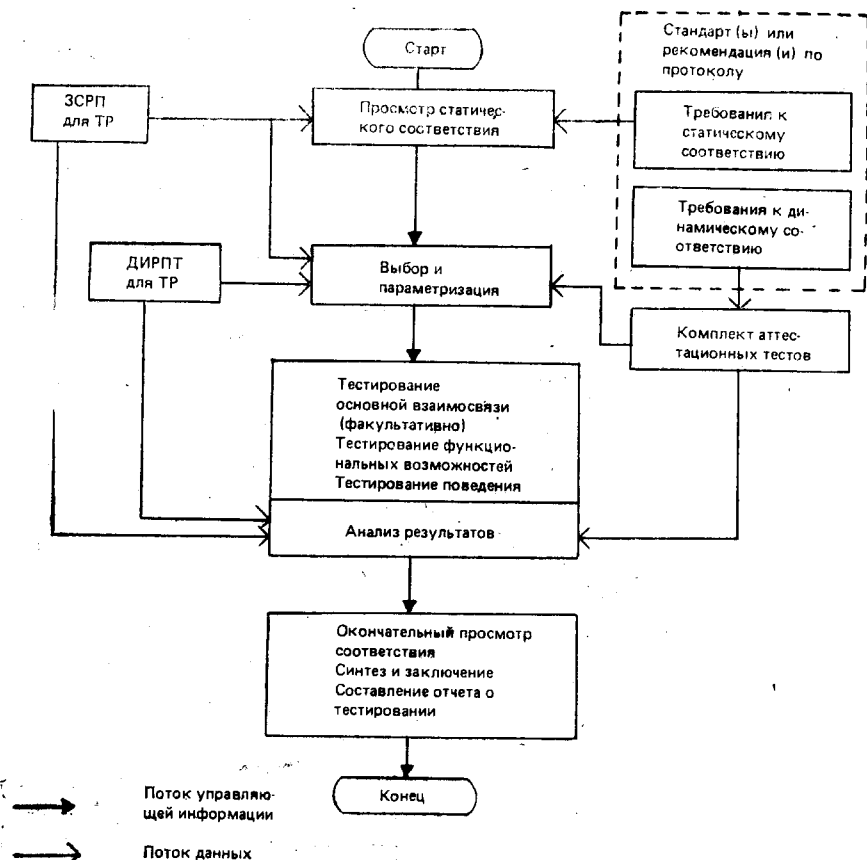 Старт
Стандарт (ы) или
рекомендация (и) по
протоколу
ЗСРП
для ТР
Просмотр статичес-
кого соответствия
Требования к
статическому
соответствию
Требования к ди-
намическому со-
ответствию
ДИРПТ
для ТР
Выбор и
параметризация
Комплект аттес-
тационных тестов
Тестирование
основной взаимосвязи
(факультативно)
Тестирование функцио-
нальных возможностей
Тестирование поведения
Анализ результатов
Окончательный просмотр
соответствия
Синтез и заключение
Составление отчета о
тестировании
Конец
Поток управляю-
щей информации
Поток данных